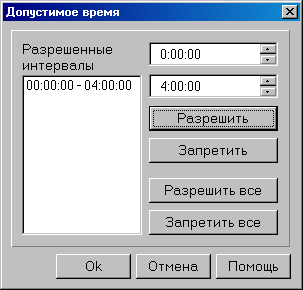 Допустимое время
Разрешенные
интервалы
0:00:00
00:00:00 - 04:00:00
4:00:00
Разрешить
Запретить
Разрешить все
Запретить все
Ok
Отмена
Помощь